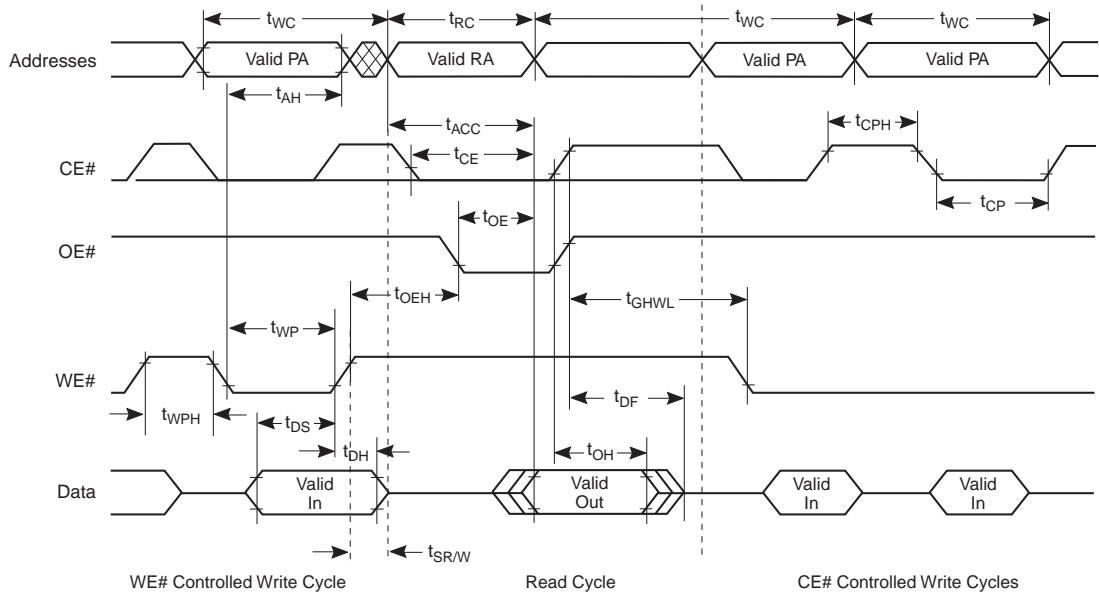 tWC tRC tWC tWC
Addresses Valid PA Valid RA Valid PA Valid PA
tAH
tACC tCPH
CE# tCE
tCP
tOE
OE#
tOEH tGHWL
tWP
WE#
tWPH tDS tDF
tDH tOH
Data Valid In Valid Out Valid In Valid In
tSR/W
WE# Controlled Write Cycle Read Cycle CE# Controlled Write Cycles